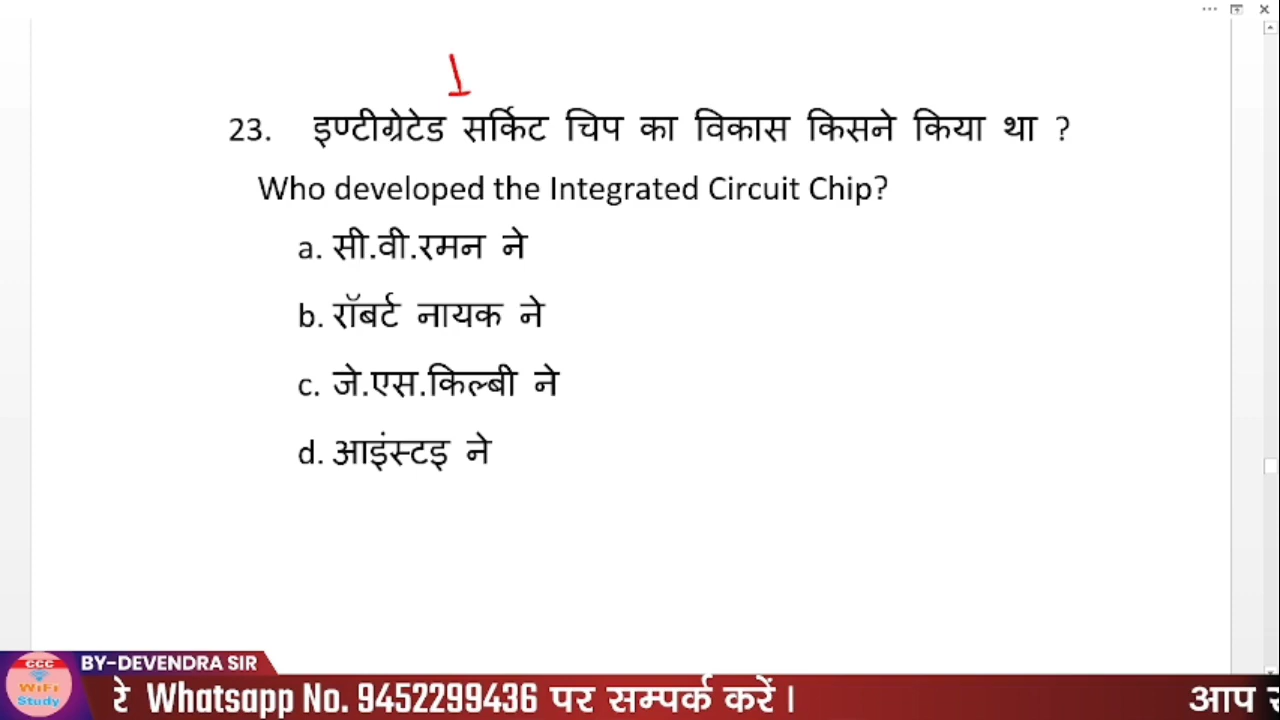 I
23. इण्टीग्रेटेड सर्किट चिप का विकास किसने किया था ?
Who developed the Integrated Circuit Chip?
a. सी.वी.रमन ने
b. रॉबर्ट नायक ने
c. जे.एस.किल्बी ने
d. आइंस्टइ ने
BY-DEVENDRA SIR
CCC
WiFi
Study
रे Whatsapp No. 9452299436 पर सम्पर्क करें । आप